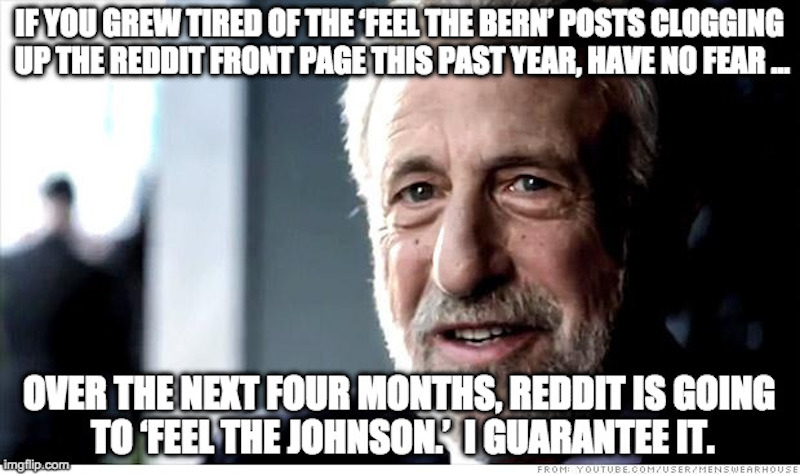 IF YOU GREW TIRED OF THE 'FEEL THE BERN' POSTS CLOGGING
UP THE REDDIT FRONT PAGE THIS PAST YEAR, HAVE NO FEAR ...
OVER THE NEXT FOUR MONTHS, REDDIT IS GOING
TO 'FEEL THE JOHNSON.' I GUARANTEE IT.
imgflip.com
FROM: YOUTUBE.COM/USER/MENSWEARHOUSE